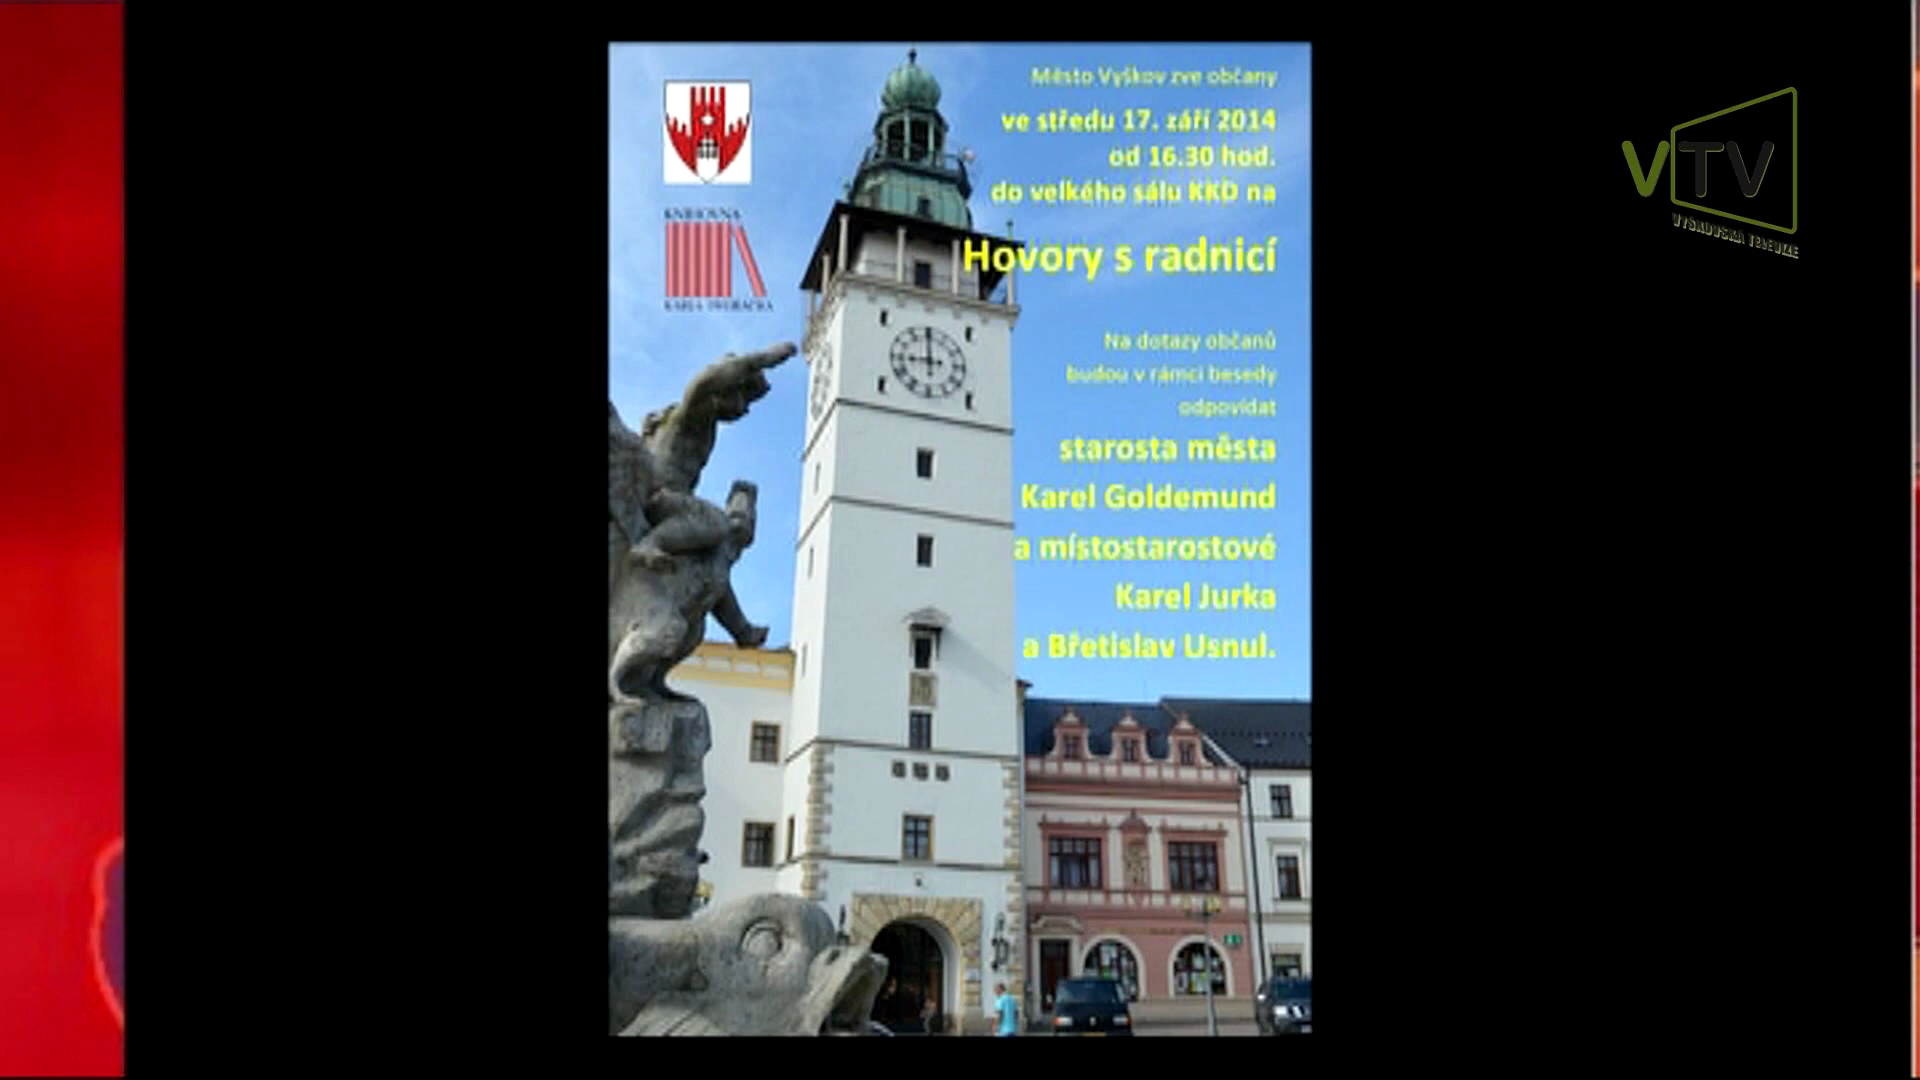 Město Vyškov zve občany
ve středu 17. září 2014
od 16.30 hod.
do velkého sálu KKD na
Hovory s radnicí
Na dotazy občanů
budou v rámci besedy
odpovídat
starosta města
Karel Goldemund
a místostarostové
Karel Jurka
a Břetislav Usnul.
KNIHOVNA
KARLA DVOŘÁČKA
VTV
VYŠKOVSKÁ TELEVIZE